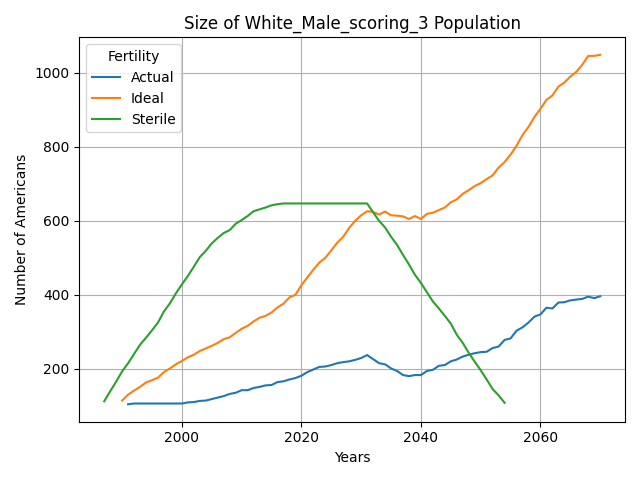 Size of White_Male_scoring_3 Population
Fertility
Actual
Ideal
Sterile
Number of Americans
1000
800
600
400
200
2000
2020
2040
2060
Years